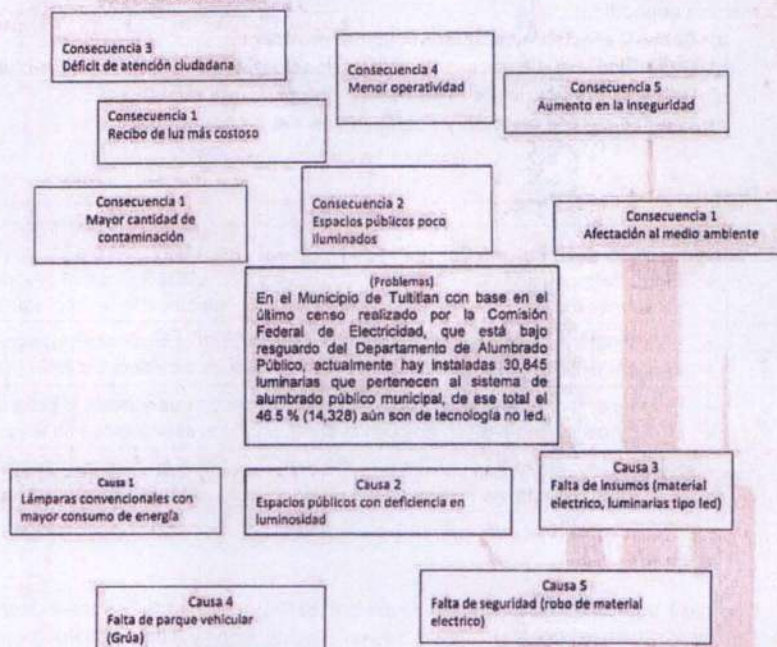 Consecuencia 3
Déficit de atención ciudadana
Consecuencia 4
Menor operatividad
Consecuencia 5
Aumento en la inseguridad
Consecuencia 1
Recibo de luz más costoso
Consecuencia 1
Mayor cantidad de
contaminación
Consecuencia 2
Espacios públicos poco
iluminados
Consecuencia 1
Afectación al medio ambiente
(Problemas)
En el Municipio de Tultitlan con base en el
último censo realizado por la Comisión
Federal de Electricidad, que está bajo
resguardo del Departamento de Alumbrado
Público, actualmente hay instaladas 30,845
luminarias que pertenecen al sistema de
alumbrado público municipal, de ese total el
46.5 % (14,328) aún son de tecnología no led.
Causa 1
Lámparas convencionales con
mayor consumo de energía
Causa 2
Espacios públicos con deficiencia en
luminosidad
Causa 3
Falta de insumos (material
electrico, luminarias tipo led)
Causa 4
Falta de parque vehicular
(Grúa)
Causa 5
Falta de seguridad (robo de material
electrico)